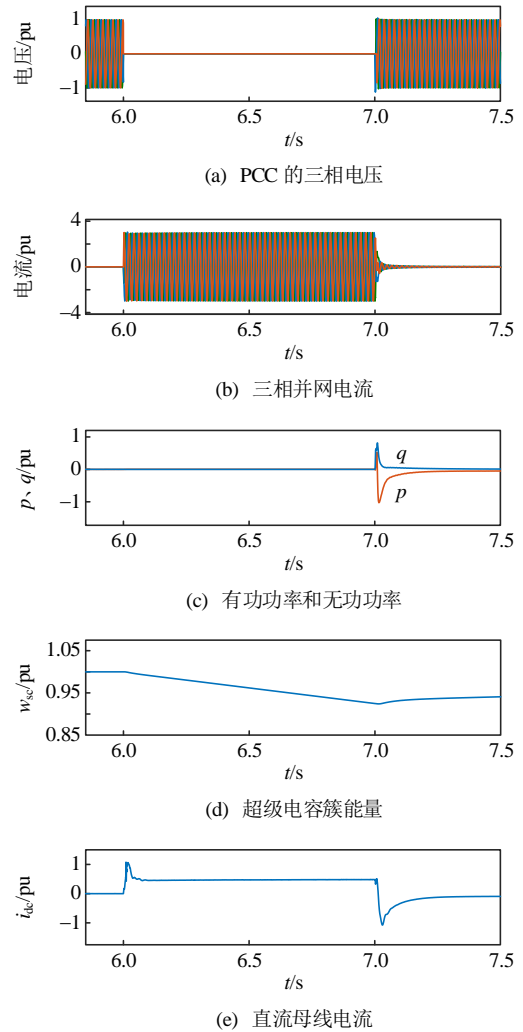 电压/pu
1
0
−1
6.0 6.5 7.0 7.5
t/s
(a) PCC 的三相电压
电流/pu
4
0
−4
6.0 6.5 7.0 7.5
t/s
(b) 三相并网电流
p、q/pu
1
0
−1
q
p
6.0 6.5 7.0 7.5
t/s
(c) 有功功率和无功功率
w_sc/pu
1.05
0.95
0.85
6.0 6.5 7.0 7.5
t/s
(d) 超级电容簇能量
i_dc/pu
1
0
−1
6.0 6.5 7.0 7.5
t/s
(e) 直流母线电流